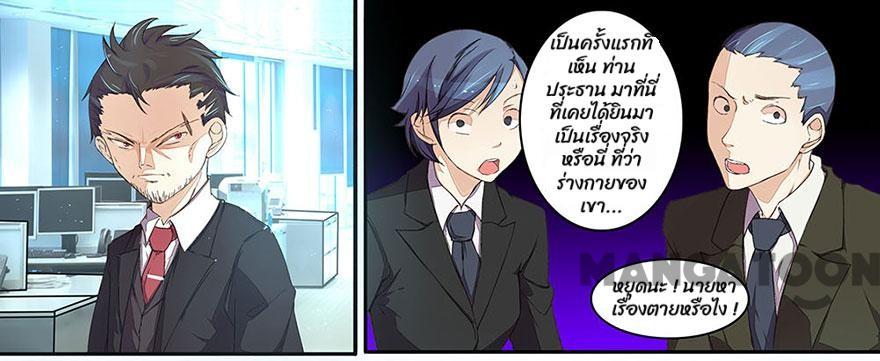 เป็นครั้งแรกที่
เห็น ท่าน
ประธาน มาที่นี่
ที่เคยได้ยินมา
เป็นเรื่องจริง
หรือนี่ ที่ว่า
ร่างกายของ
เขา...
MANGATOON
หยุดนะ ! นายหา
เรื่องตายหรือไง !